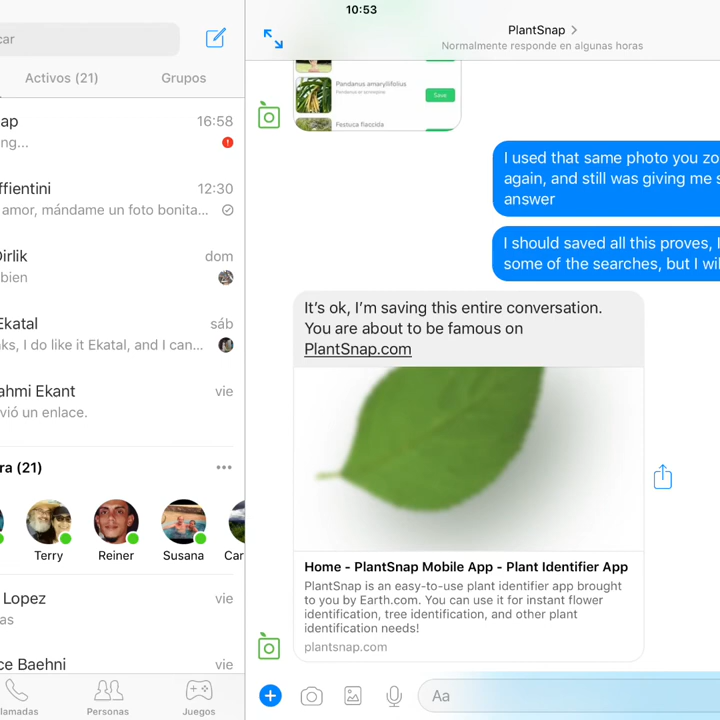 10:53
car
Activos (21)
Grupos
ap
16:58
ng...
ffientini
12:30
amor, mándame un foto bonita...
Dirlik
dom
bien
Ekatal
sáb
ks, I do like it Ekatal, and I can...
ahmi Ekant
vie
vió un enlace.
ra (21)
Terry
Reiner
Susana
Car
Lopez
vie
as
ce Baehni
vie
lamadas
Personas
Juegos
PlantSnap
Normalmente responde en algunas horas
Pandanus amaryllifolius
Save
Festuca flaccida
I used that same photo you zo
again, and still was giving me s
answer
I should saved all this proves, I
some of the searches, but I wil
It's ok, I'm saving this entire conversation.
You are about to be famous on
PlantSnap.com
Home - PlantSnap Mobile App - Plant Identifier App
PlantSnap is an easy-to-use plant identifier app brought
to you by Earth.com. You can use it for instant flower
identification, tree identification, and other plant
identification needs!
plantsnap.com
Aa